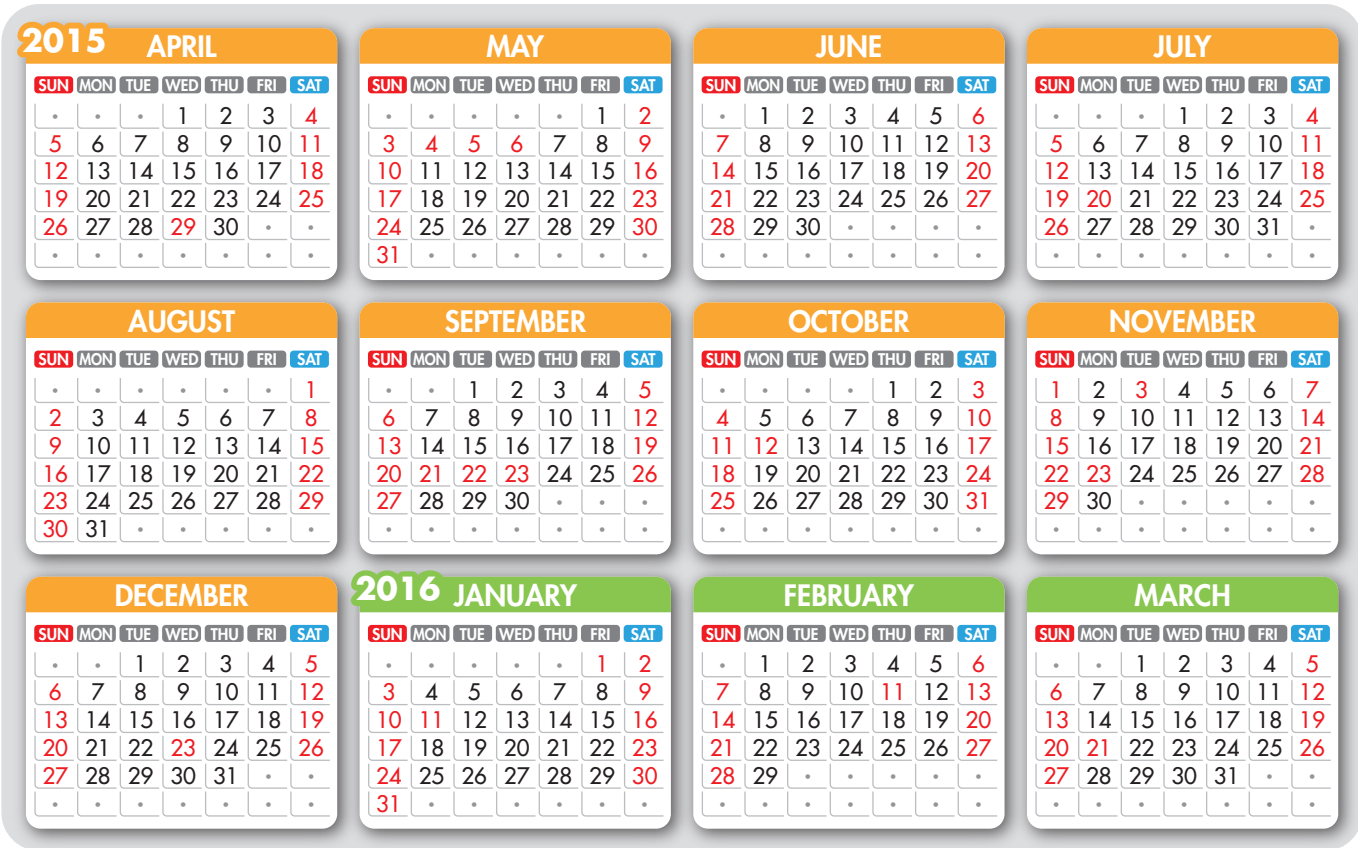 2015 APRIL
SUN MON TUE WED THU FRI SAT
1 2 3 4
5 6 7 8 9 10 11
12 13 14 15 16 17 18
19 20 21 22 23 24 25
26 27 28 29 30
MAY
SUN MON TUE WED THU FRI SAT
1 2
3 4 5 6 7 8 9
10 11 12 13 14 15 16
17 18 19 20 21 22 23
24 25 26 27 28 29 30
31
JUNE
SUN MON TUE WED THU FRI SAT
1 2 3 4 5 6
7 8 9 10 11 12 13
14 15 16 17 18 19 20
21 22 23 24 25 26 27
28 29 30
JULY
SUN MON TUE WED THU FRI SAT
1 2 3 4
5 6 7 8 9 10 11
12 13 14 15 16 17 18
19 20 21 22 23 24 25
26 27 28 29 30 31
AUGUST
SUN MON TUE WED THU FRI SAT
1
2 3 4 5 6 7 8
9 10 11 12 13 14 15
16 17 18 19 20 21 22
23 24 25 26 27 28 29
30 31
SEPTEMBER
SUN MON TUE WED THU FRI SAT
1 2 3 4 5
6 7 8 9 10 11 12
13 14 15 16 17 18 19
20 21 22 23 24 25 26
27 28 29 30
OCTOBER
SUN MON TUE WED THU FRI SAT
1 2 3
4 5 6 7 8 9 10
11 12 13 14 15 16 17
18 19 20 21 22 23 24
25 26 27 28 29 30 31
NOVEMBER
SUN MON TUE WED THU FRI SAT
1 2 3 4 5 6 7
8 9 10 11 12 13 14
15 16 17 18 19 20 21
22 23 24 25 26 27 28
29 30
DECEMBER
SUN MON TUE WED THU FRI SAT
1 2 3 4 5
6 7 8 9 10 11 12
13 14 15 16 17 18 19
20 21 22 23 24 25 26
27 28 29 30 31
2016 JANUARY
SUN MON TUE WED THU FRI SAT
1 2
3 4 5 6 7 8 9
10 11 12 13 14 15 16
17 18 19 20 21 22 23
24 25 26 27 28 29 30
31
FEBRUARY
SUN MON TUE WED THU FRI SAT
1 2 3 4 5 6
7 8 9 10 11 12 13
14 15 16 17 18 19 20
21 22 23 24 25 26 27
28 29
MARCH
SUN MON TUE WED THU FRI SAT
1 2 3 4 5
6 7 8 9 10 11 12
13 14 15 16 17 18 19
20 21 22 23 24 25 26
27 28 29 30 31